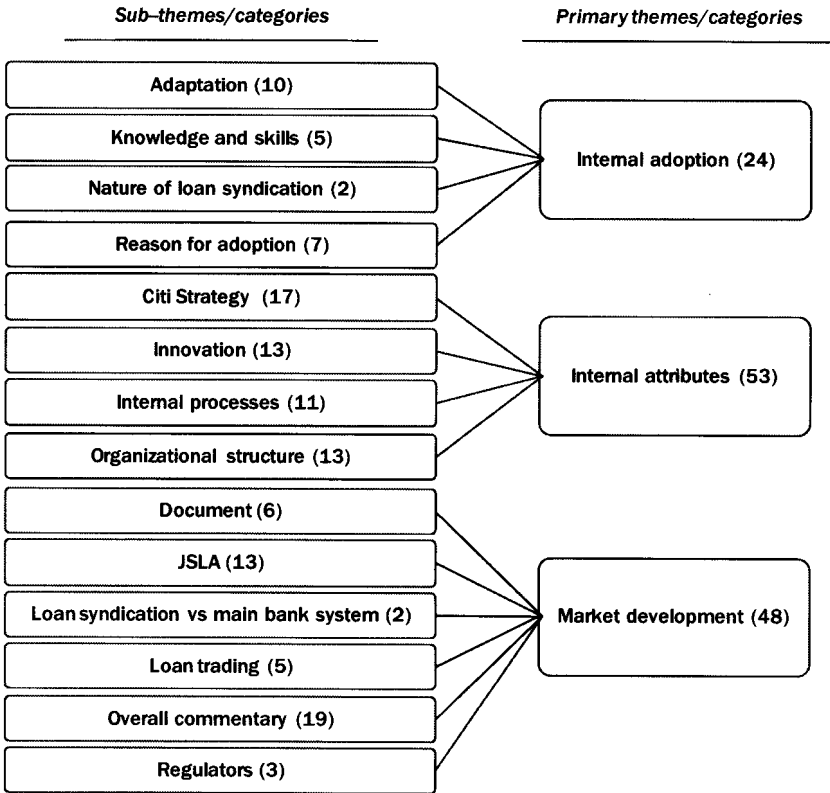 Sub–themes/categories
Primary themes/categories
Adaptation (10)
Knowledge and skills (5)
Nature of loan syndication (2)
Reason for adoption (7)
Internal adoption (24)
Citi Strategy (17)
Innovation (13)
Internal processes (11)
Organizational structure (13)
Internal attributes (53)
Document (6)
JSLA (13)
Loan syndication vs main bank system (2)
Loan trading (5)
Overall commentary (19)
Regulators (3)
Market development (48)